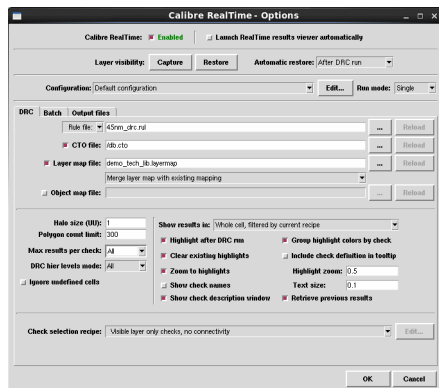 Calibre RealTime - Options
Calibre RealTime: Enabled Launch RealTime results viewer automatically
Layer visibility: Capture Restore Automatic restore: After DRC run
Configuration: Default configuration Edit... Run mode: Single
DRC Batch Output files
Rule file: 45nm_drc.rul ... Reload
CTO file: /db.cto ... Reload
Layer map file: demo_tech_lib.layermap ... Reload
Merge layer map with existing mapping
Object map file: ... Reload
Halo size (UU): 1 Show results in: Whole cell, filtered by current recipe
Polygon count limit: 300 Highlight after DRC run Group highlight colors by check
Max results per check: All Clear existing highlights Include check definition in tooltip
DRC hier levels mode: All Zoom to highlights Highlight zoom: 0.5
Ignore undefined cells Show check names Text size: 0.1
Show check description window Retrieve previous results
Check selection recipe: Visible layer only checks, no connectivity Edit...
OK Cancel